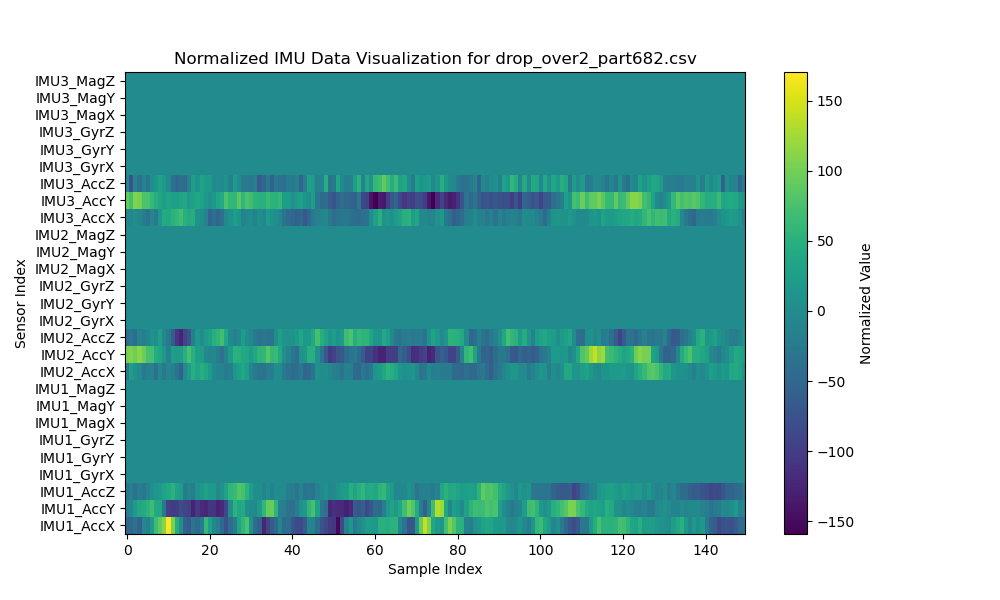 Normalized IMU Data Visualization for drop_over2_part682.csv
IMU3_MagZ
IMU3_MagY
IMU3_MagX
IMU3_GyrZ
IMU3_GyrY
IMU3_GyrX
IMU3_AccZ
IMU3_AccY
IMU3_AccX
IMU2_MagZ
IMU2_MagY
IMU2_MagX
IMU2_GyrZ
IMU2_GyrY
IMU2_GyrX
IMU2_AccZ
IMU2_AccY
IMU2_AccX
IMU1_MagZ
IMU1_MagY
IMU1_MagX
IMU1_GyrZ
IMU1_GyrY
IMU1_GyrX
IMU1_AccZ
IMU1_AccY
IMU1_AccX
Sensor Index
0 20 40 60 80 100 120 140
Sample Index
150
100
50
0
−50
−100
−150
Normalized Value